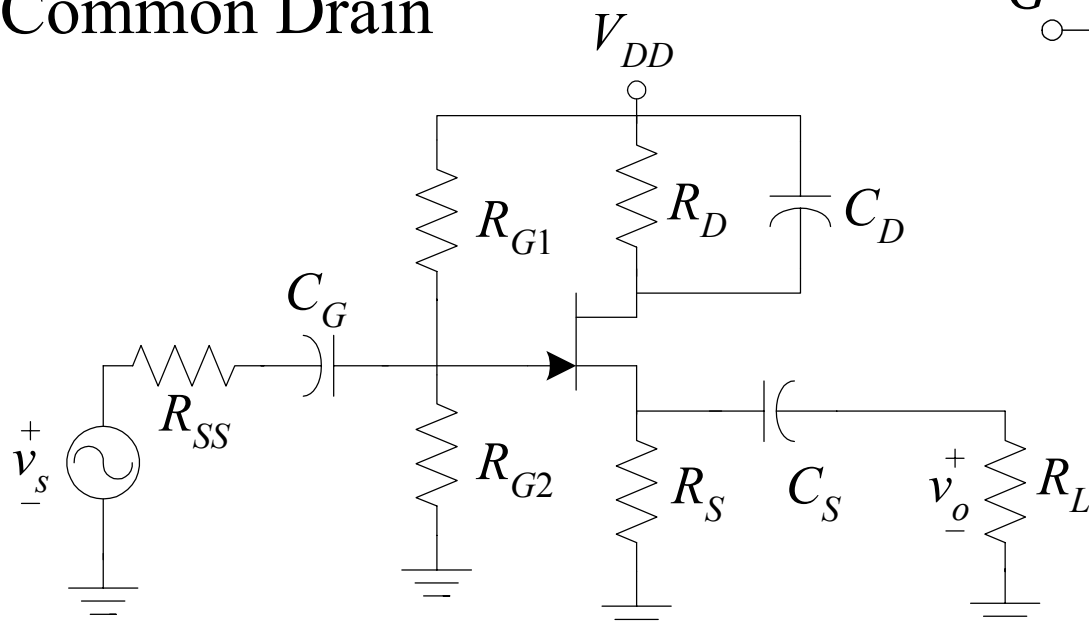 Common Drain
G
V_DD
R_G1
R_D
C_D
C_G
R_SS
+
v_s
−
R_G2
R_S
C_S
+
v_o
−
R_L